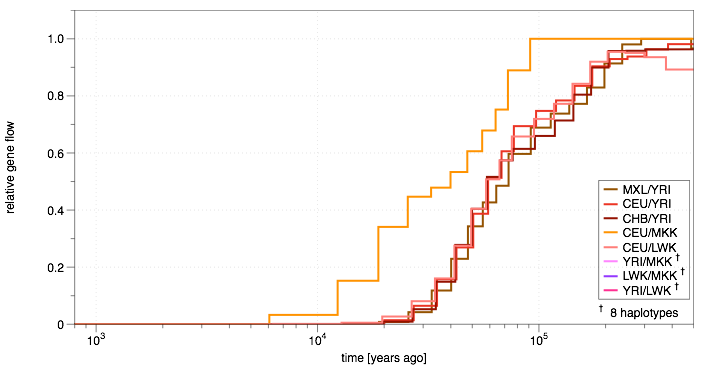 relative gene flow
1.0
0.8
0.6
0.4
0.2
0
10³
10⁴
10⁵
time [years ago]
MXL/YRI
CEU/YRI
CHB/YRI
CEU/MKK
CEU/LWK
YRI/MKK †
LWK/MKK †
YRI/LWK †
† 8 haplotypes